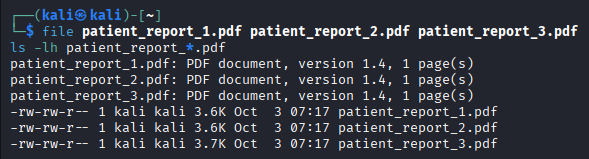 ┌──(kali㉿kali)-[~]
└─$ file patient_report_1.pdf patient_report_2.pdf patient_report_3.pdf
ls -lh patient_report_*.pdf
patient_report_1.pdf: PDF document, version 1.4, 1 page(s)
patient_report_2.pdf: PDF document, version 1.4, 1 page(s)
patient_report_3.pdf: PDF document, version 1.4, 1 page(s)
-rw-rw-r-- 1 kali kali 3.6K Oct  3 07:17 patient_report_1.pdf
-rw-rw-r-- 1 kali kali 3.6K Oct  3 07:17 patient_report_2.pdf
-rw-rw-r-- 1 kali kali 3.7K Oct  3 07:17 patient_report_3.pdf